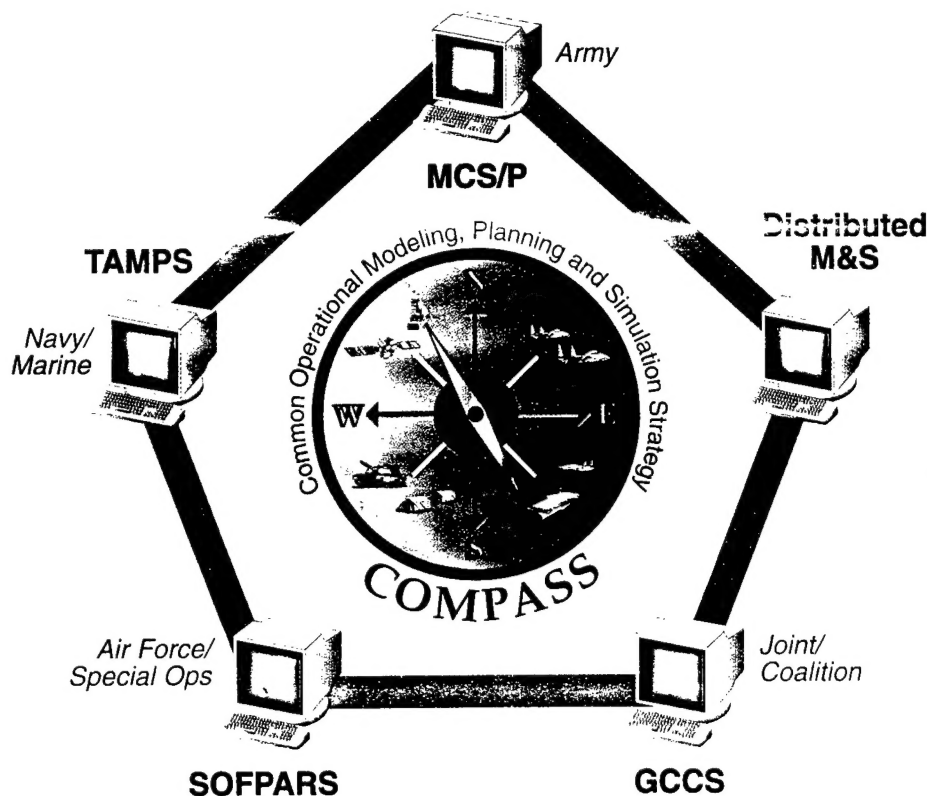 Army
MCS/P
Distributed
M&S
TAMPS
Navy/
Marine
Common Operational Modeling, Planning and Simulation Strategy
W
E
S
COMPASS
Air Force/
Special Ops
SOFPARS
Joint/
Coalition
GCCS